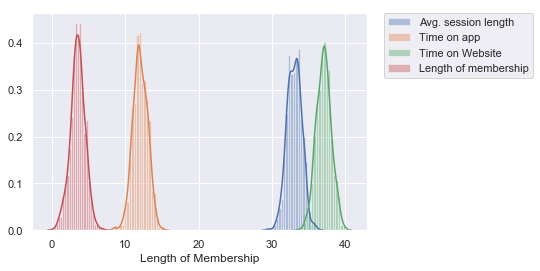 Avg. session length
Time on app
Time on Website
Length of membership
0.4
0.3
0.2
0.1
0.0
0 10 20 30 40
Length of Membership